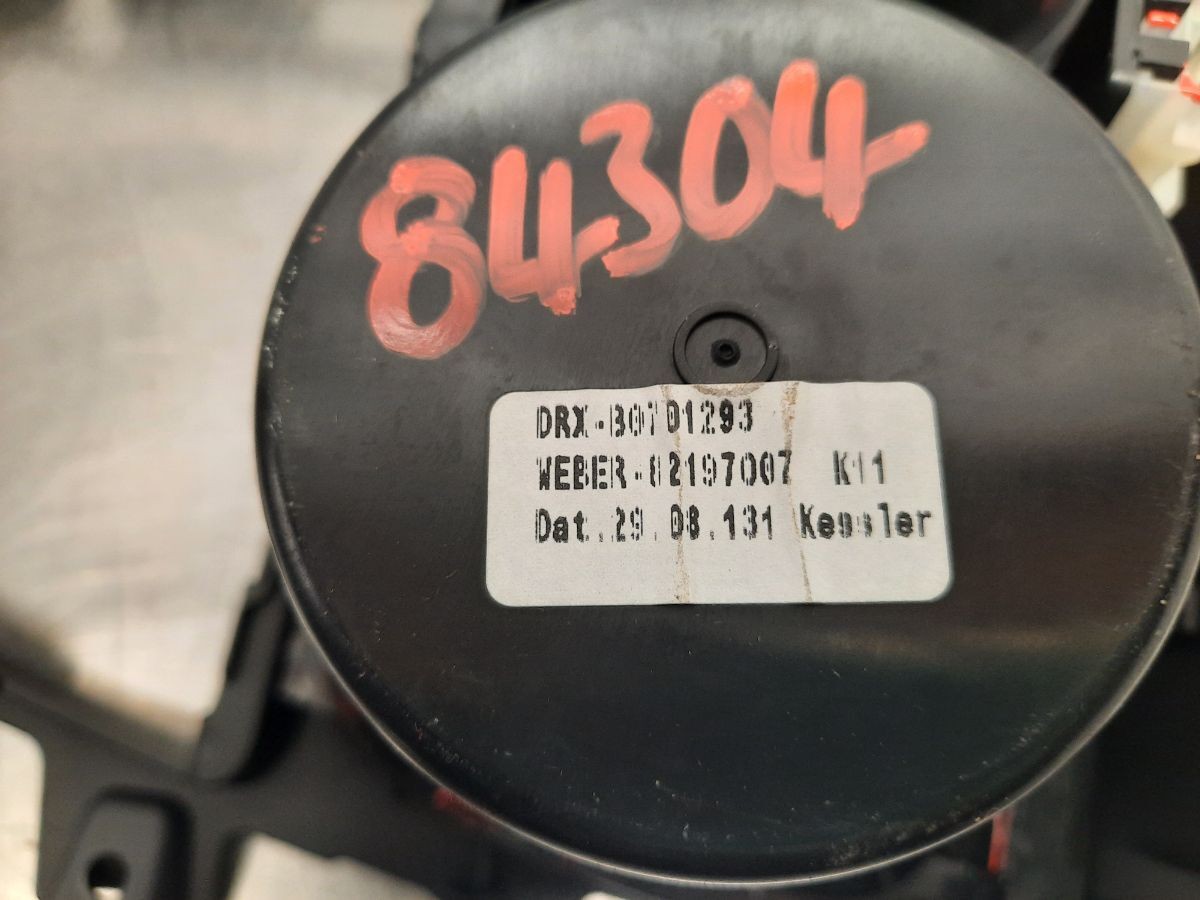 84304
DRX-B0701293
WEBER-82197007 K11
Dat.29.08.131 Kessler